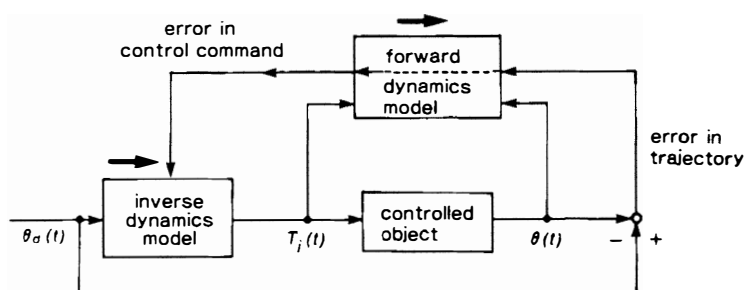 error in
control command
forward
dynamics
model
error in
trajectory
inverse
dynamics
model
controlled
object
θd(t)
Ti(t)
θ(t)
− +